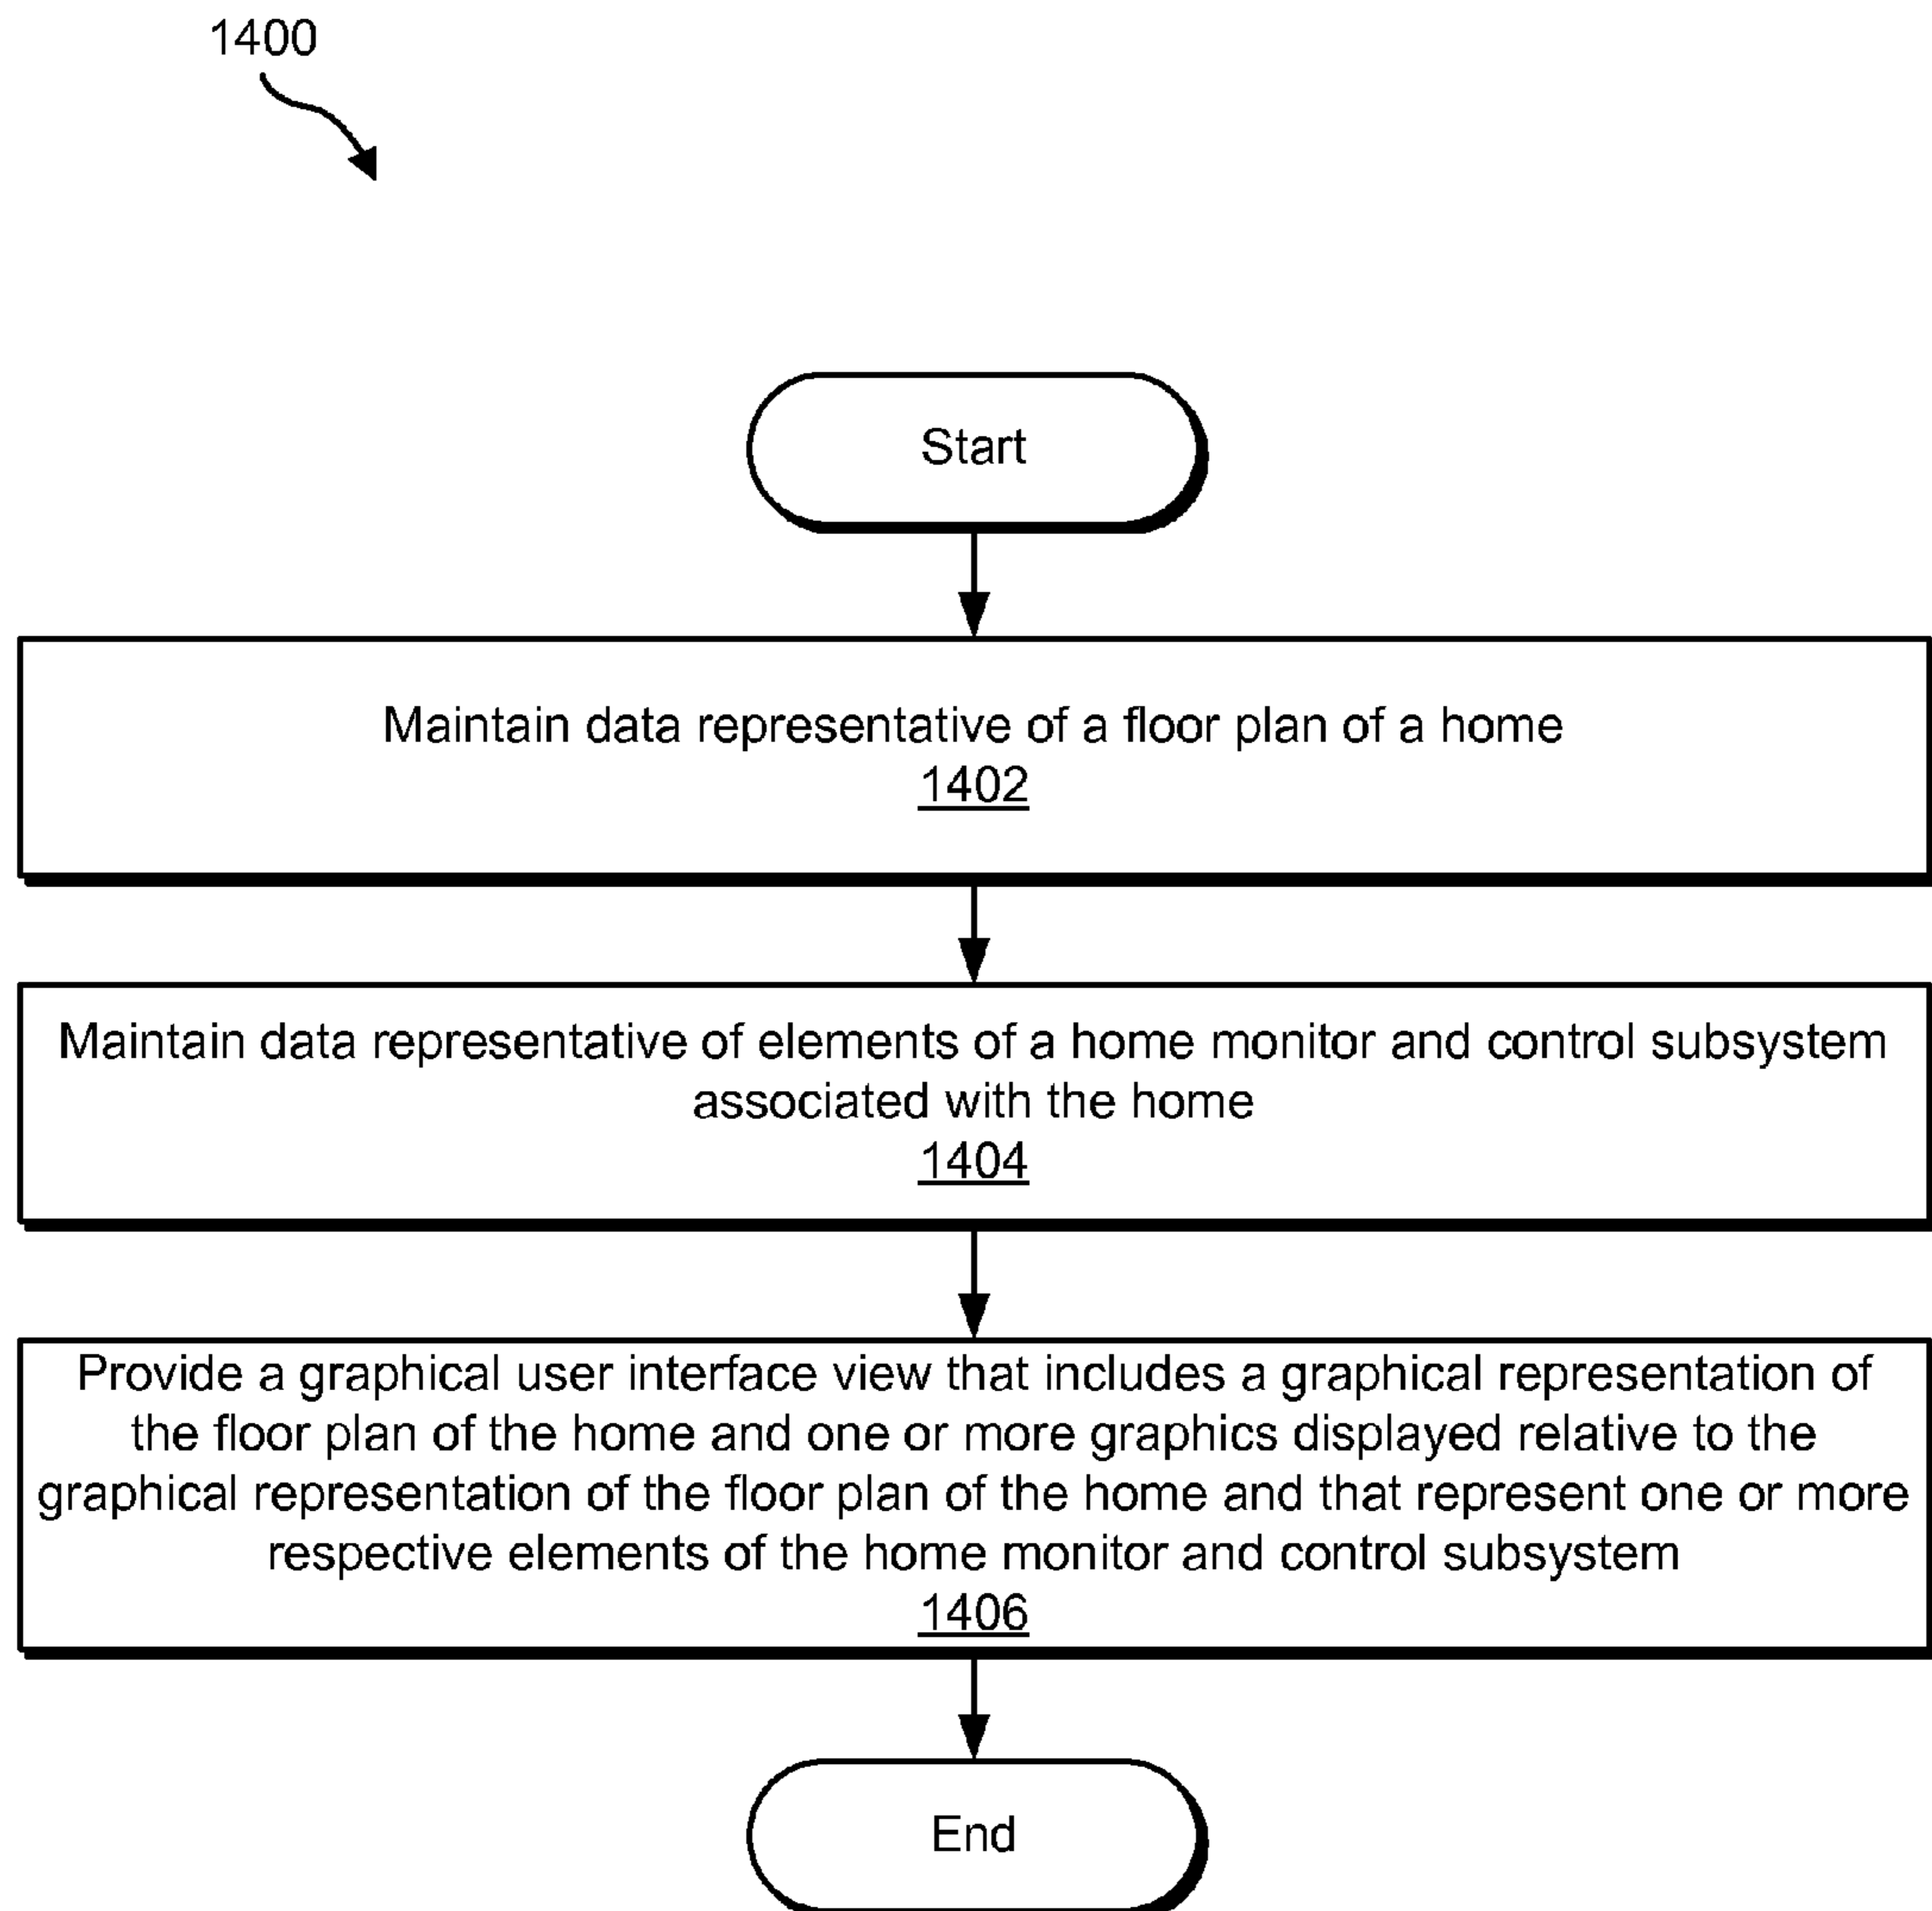 1400
Start
Maintain data representative of a floor plan of a home
1402
Maintain data representative of elements of a home monitor and control subsystem
associated with the home
1404
Provide a graphical user interface view that includes a graphical representation of
the floor plan of the home and one or more graphics displayed relative to the
graphical representation of the floor plan of the home and that represent one or more
respective elements of the home monitor and control subsystem
1406
End